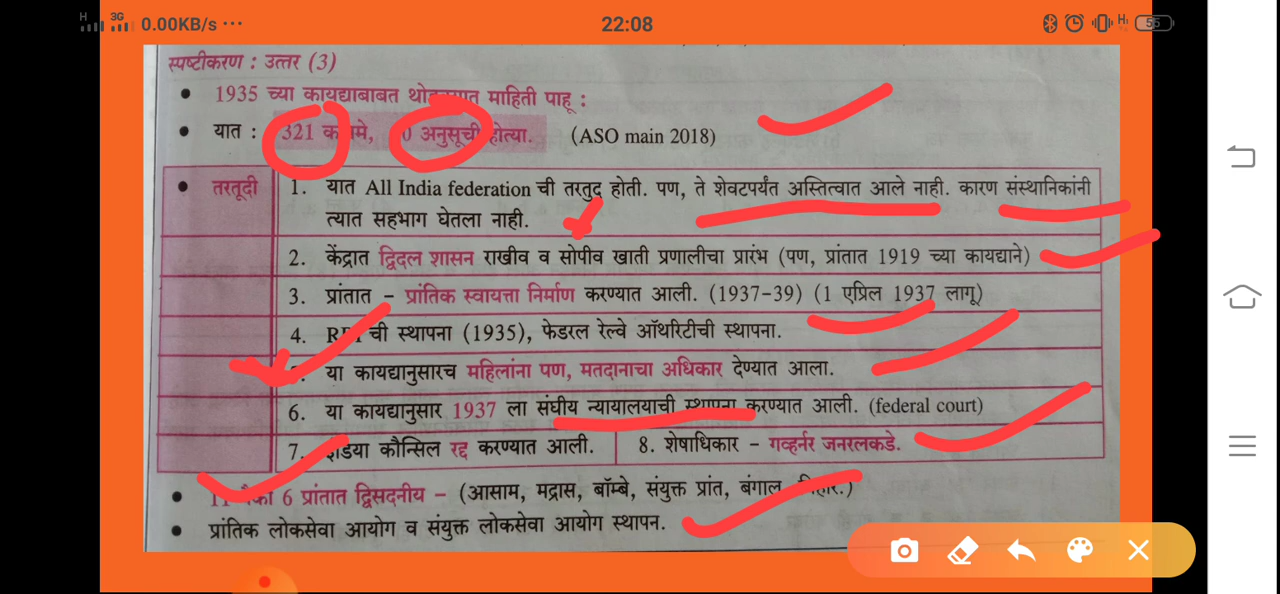 H 3G 0.00KB/s ... 22:08 55
स्पष्टीकरण : उत्तर (3)
• 1935 च्या कायद्याबाबत माहिती पाहू :
• यात : 321 अनुसूची होत्या. (ASO main 2018)
• तरतूदी 1. यात All India federation ची तरतुद होती. पण, ते शेवटपर्यंत अस्तित्वात आले नाही. कारण संस्थानिकांनी
त्यात सहभाग घेतला नाही.
2. केंद्रात द्विदल शासन राखीव व सोपीव खाती प्रणालीचा प्रारंभ (पण, प्रांतात 1919 च्या कायद्याने)
3. प्रांतात - प्रांतिक स्वायत्ता निर्माण करण्यात आली. (1937-39) (1 एप्रिल 1937 लागू)
4. ची स्थापना (1935), फेडरल रेल्वे ऑथरिटीची स्थापना.
या कायद्यानुसारच महिलांना पण, मतदानाचा अधिकार देण्यात आला.
6. या कायद्यानुसार 1937 ला संघीय न्यायालयाची स्थापना करण्यात आली. (federal court)
7. कौन्सिल रद्द करण्यात आली. 8. शेषाधिकार - गव्हर्नर जनरलकडे.
• 6 प्रांतात द्विसदनीय - (आसाम, मद्रास, बॉम्बे, संयुक्त प्रांत, बंगाल,
• प्रांतिक लोकसेवा आयोग व संयुक्त लोकसेवा आयोग स्थापन.